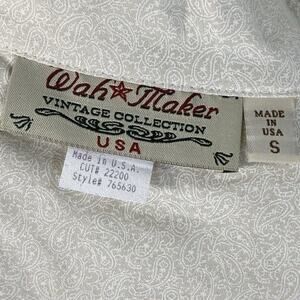 Wah Maker
VINTAGE COLLECTION
USA
MADE
IN
USA
S
Made in U.S.A.
CUT# 22200
Style# 765630